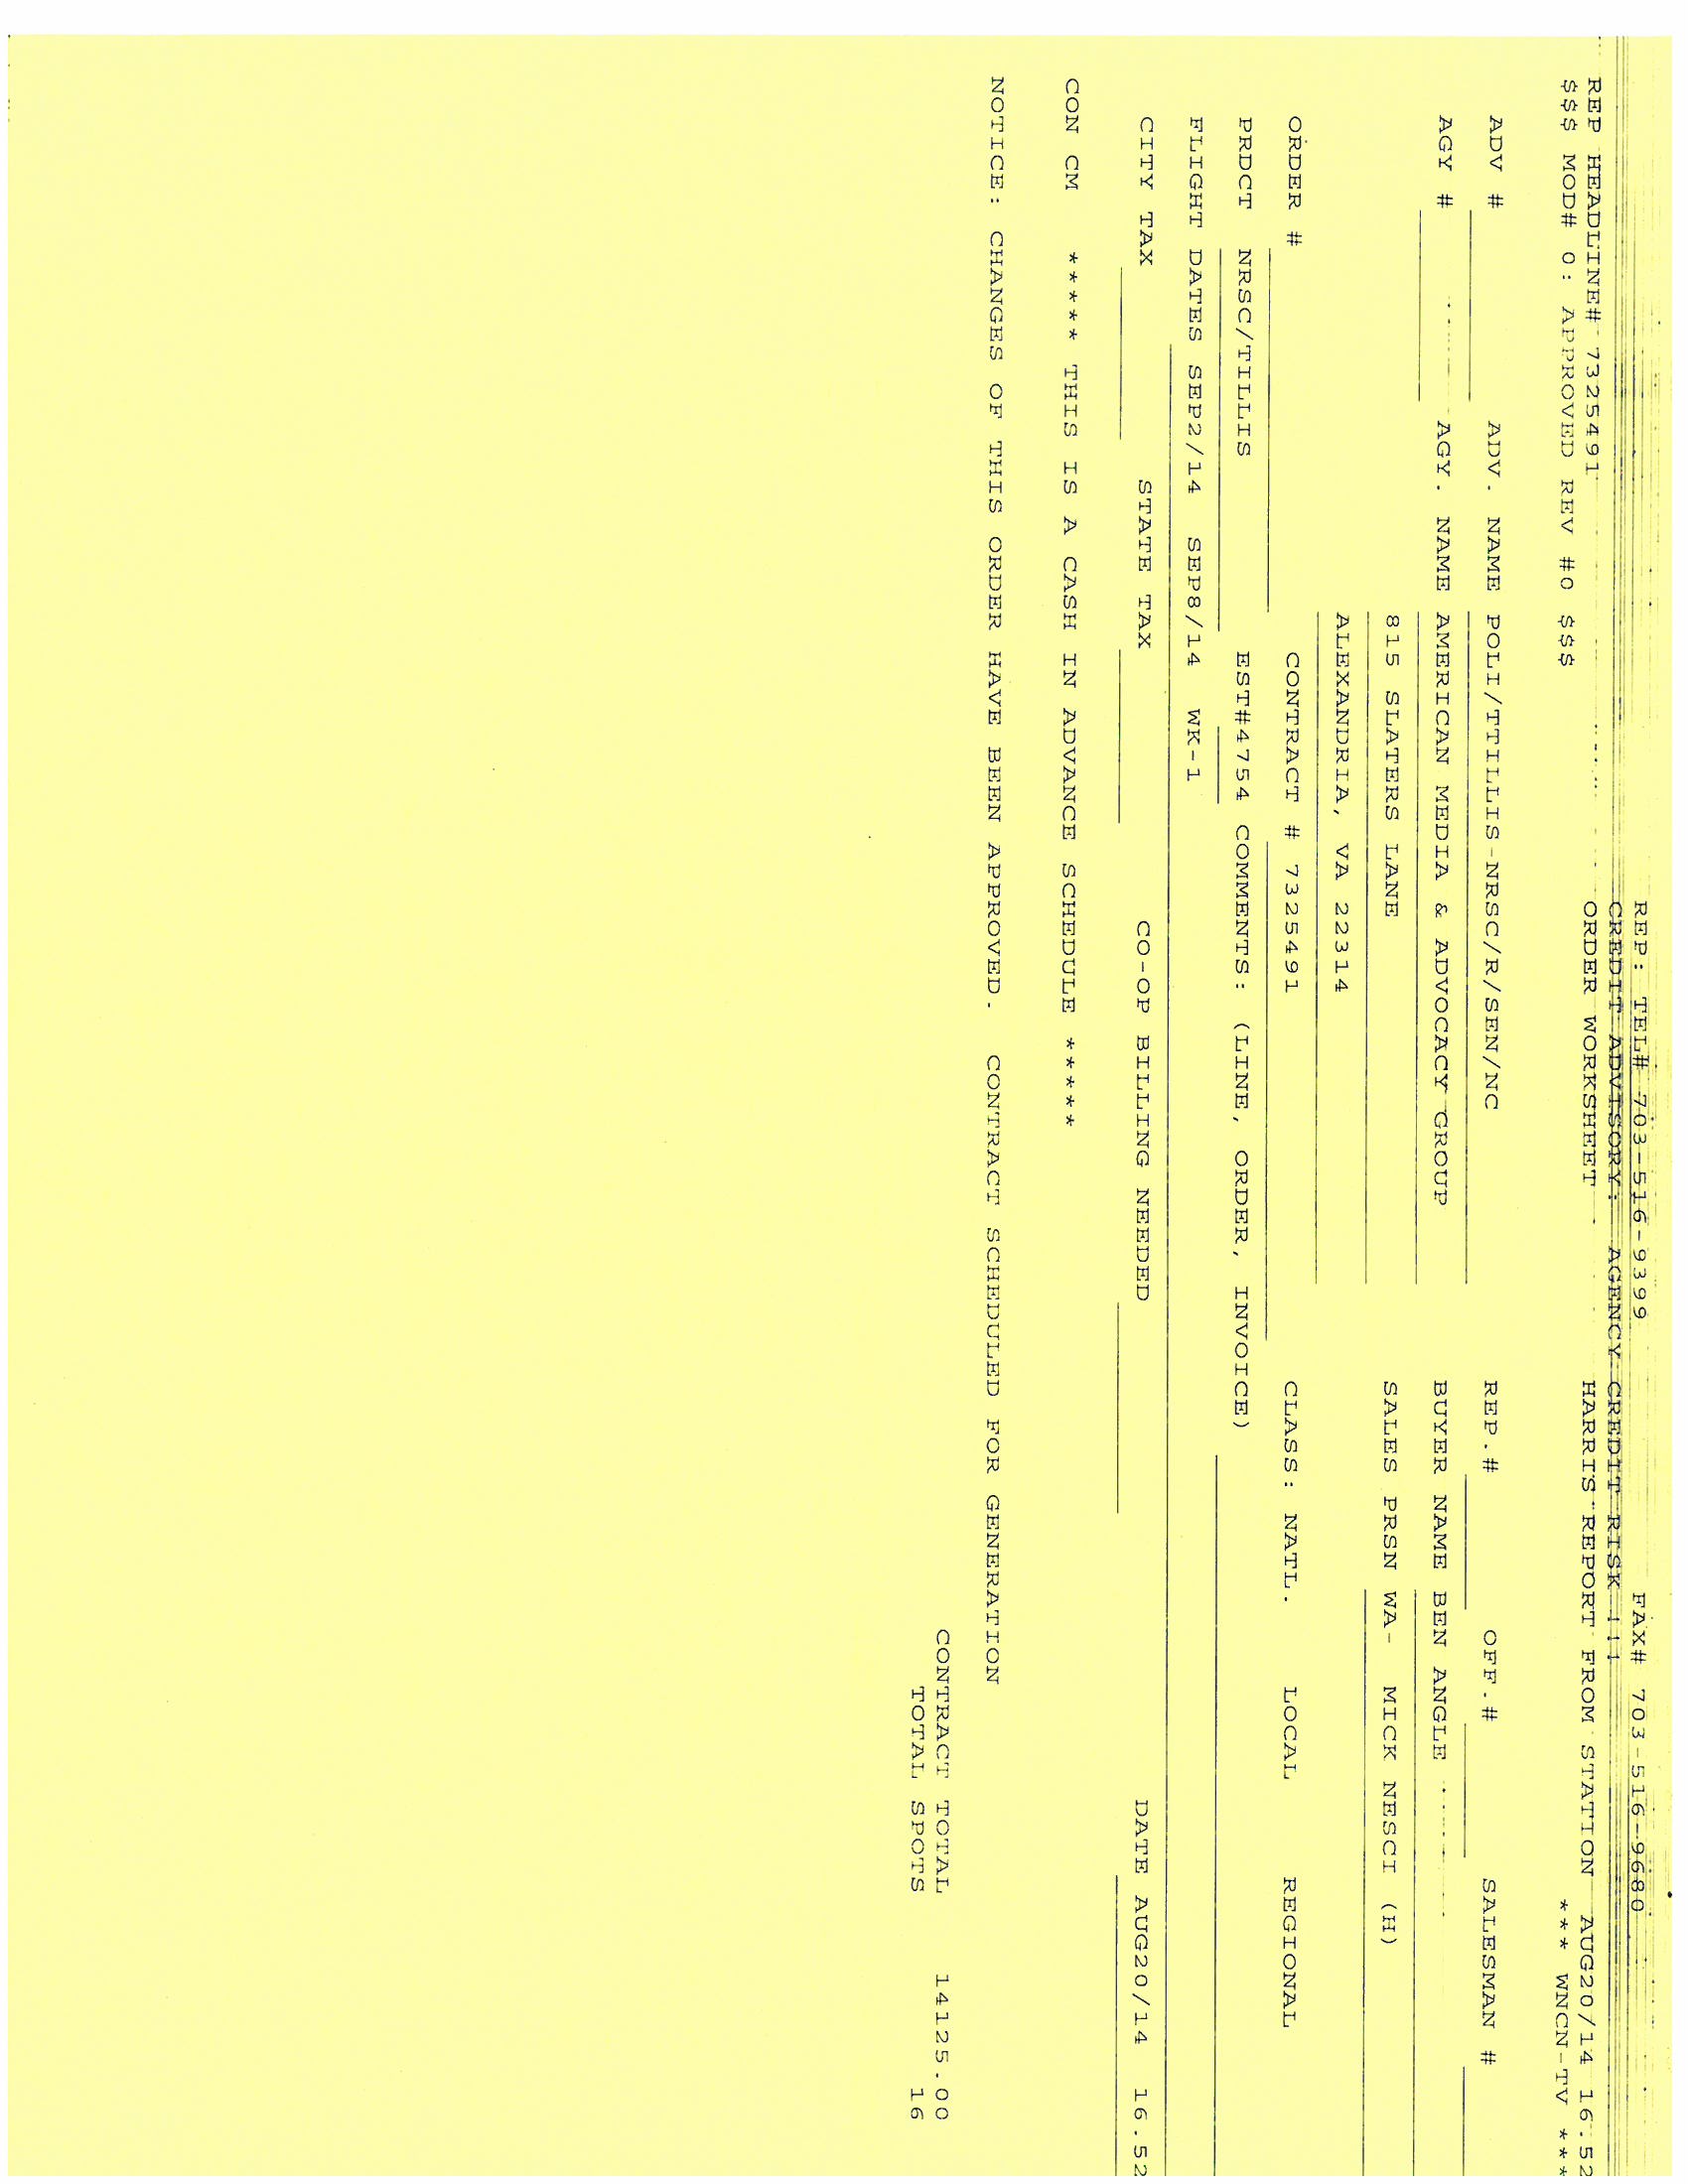 REP: TEL# 703-516-9399 FAX# 703-516-9680
CREDIT ADVISORY: AGENCY CREDIT RISK !!!
REP HEADLINE# 7325491 ORDER WORKSHEET HARRIS REPORT FROM STATION AUG20/14 16.52
$$$ MOD# 0: APPROVED REV #0 $$$ *** WNCN-TV ***
ADV # ADV. NAME POLI/TTILLIS-NRSC/R/SEN/NC REP.# OFF.# SALESMAN #
AGY # AGY. NAME AMERICAN MEDIA & ADVOCACY GROUP BUYER NAME BEN ANGLE
815 SLATERS LANE SALES PRSN WA- MICK NESCI (H)
ALEXANDRIA, VA 22314
ORDER # CONTRACT # 7325491 CLASS: NATL. LOCAL REGIONAL
PRDCT NRSC/TILLIS EST#4754 COMMENTS: (LINE, ORDER, INVOICE)
FLIGHT DATES SEP2/14 SEP8/14 WK-1
CITY TAX STATE TAX CO-OP BILLING NEEDED DATE AUG20/14 16.52
CON CM ***** THIS IS A CASH IN ADVANCE SCHEDULE *****
NOTICE: CHANGES OF THIS ORDER HAVE BEEN APPROVED. CONTRACT SCHEDULED FOR GENERATION
CONTRACT TOTAL 14125.00
TOTAL SPOTS 16